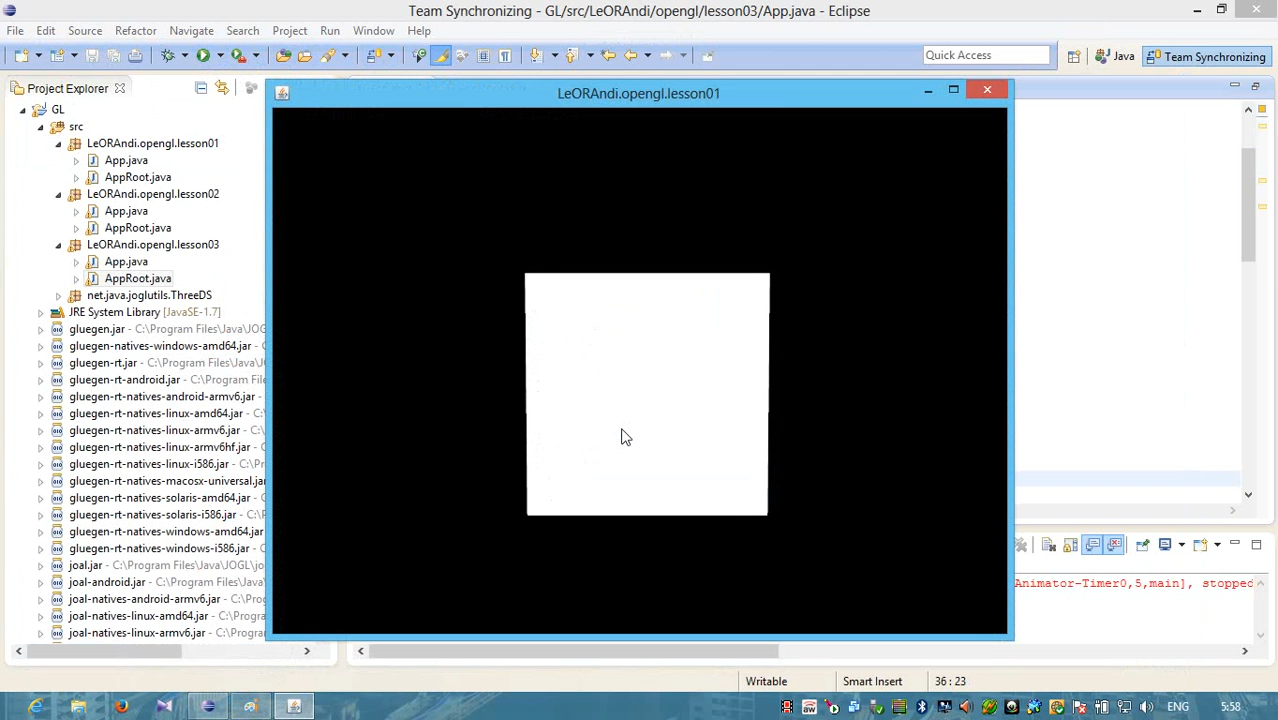 Team Synchronizing - GL/src/LeORAndi/opengl/lesson03/App.java - Eclipse
File Edit Source Refactor Navigate Search Project Run Window Help
Quick Access Java Team Synchronizing
Project Explorer
LeORAndi.opengl.lesson01
GL
src
LeORAndi.opengl.lesson01
App.java
AppRoot.java
LeORAndi.opengl.lesson02
App.java
AppRoot.java
LeORAndi.opengl.lesson03
App.java
AppRoot.java
net.java.joglutils.ThreeDS
JRE System Library [JavaSE-1.7]
gluegen.jar - C:\Program Files\Java\JOG
gluegen-natives-windows-amd64.jar -
gluegen-rt.jar - C:\Program Files\Java\J
gluegen-rt-android.jar - C:\Program File
gluegen-rt-natives-android-armv6.jar -
gluegen-rt-natives-linux-amd64.jar - C:\
gluegen-rt-natives-linux-armv6.jar - C:\
gluegen-rt-natives-linux-armv6hf.jar - C
gluegen-rt-natives-linux-i586.jar - C:\Pr
gluegen-rt-natives-macosx-universal.jar
gluegen-rt-natives-solaris-amd64.jar - C
gluegen-rt-natives-solaris-i586.jar - C:\P
gluegen-rt-natives-windows-amd64.jar
gluegen-rt-natives-windows-i586.jar - C
joal.jar - C:\Program Files\Java\JOGL\jo
joal-android.jar - C:\Program Files\Java\
joal-natives-android-armv6.jar - C:\Prog
joal-natives-linux-amd64.jar - C:\Progra
joal-natives-linux-armv6.jar - C:\Progra
Animator-Timer0,5,main], stopped
Writable Smart Insert 36 : 23
ENG 5:58